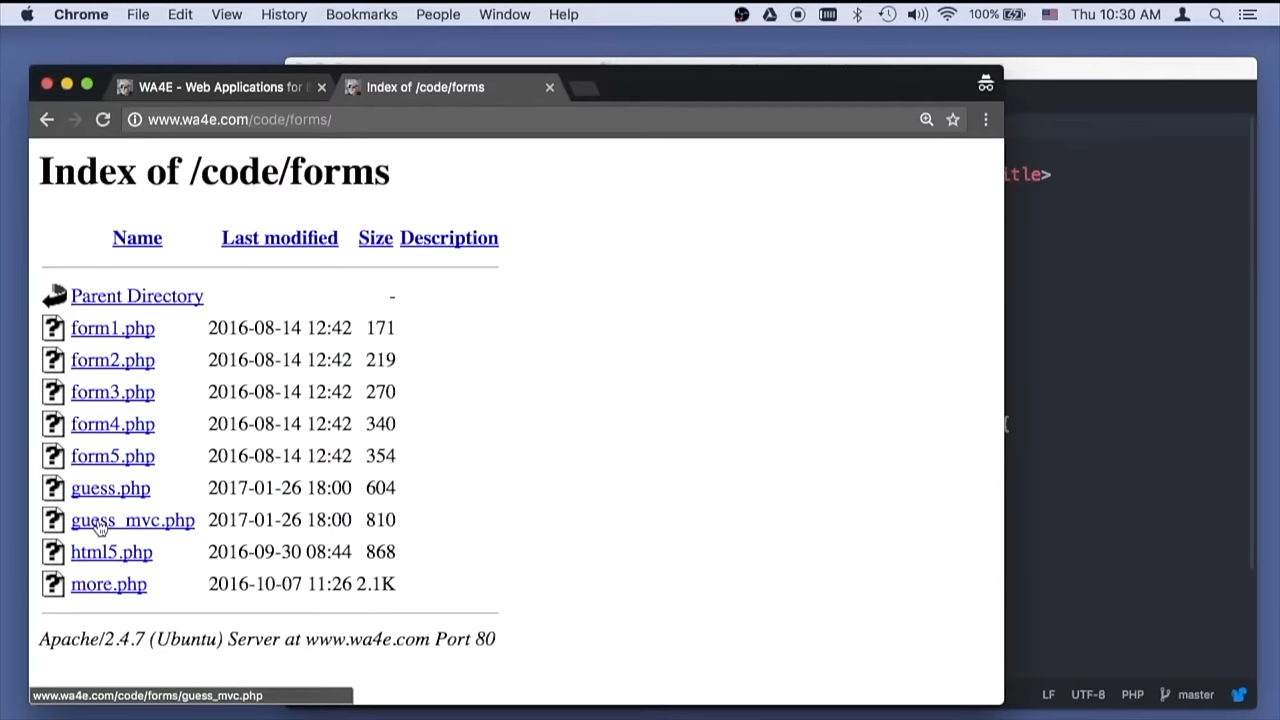 Chrome File Edit View History Bookmarks People Window Help 100% Thu 10:30 AM
WA4E - Web Applications for Index of /code/forms
www.wa4e.com/code/forms/
Index of /code/forms
Name Last modified Size Description
Parent Directory -
form1.php 2016-08-14 12:42 171
form2.php 2016-08-14 12:42 219
form3.php 2016-08-14 12:42 270
form4.php 2016-08-14 12:42 340
form5.php 2016-08-14 12:42 354
guess.php 2017-01-26 18:00 604
guess_mvc.php 2017-01-26 18:00 810
html5.php 2016-09-30 08:44 868
more.php 2016-10-07 11:26 2.1K
Apache/2.4.7 (Ubuntu) Server at www.wa4e.com Port 80
www.wa4e.com/code/forms/guess_mvc.php
itle>
LF UTF-8 PHP master